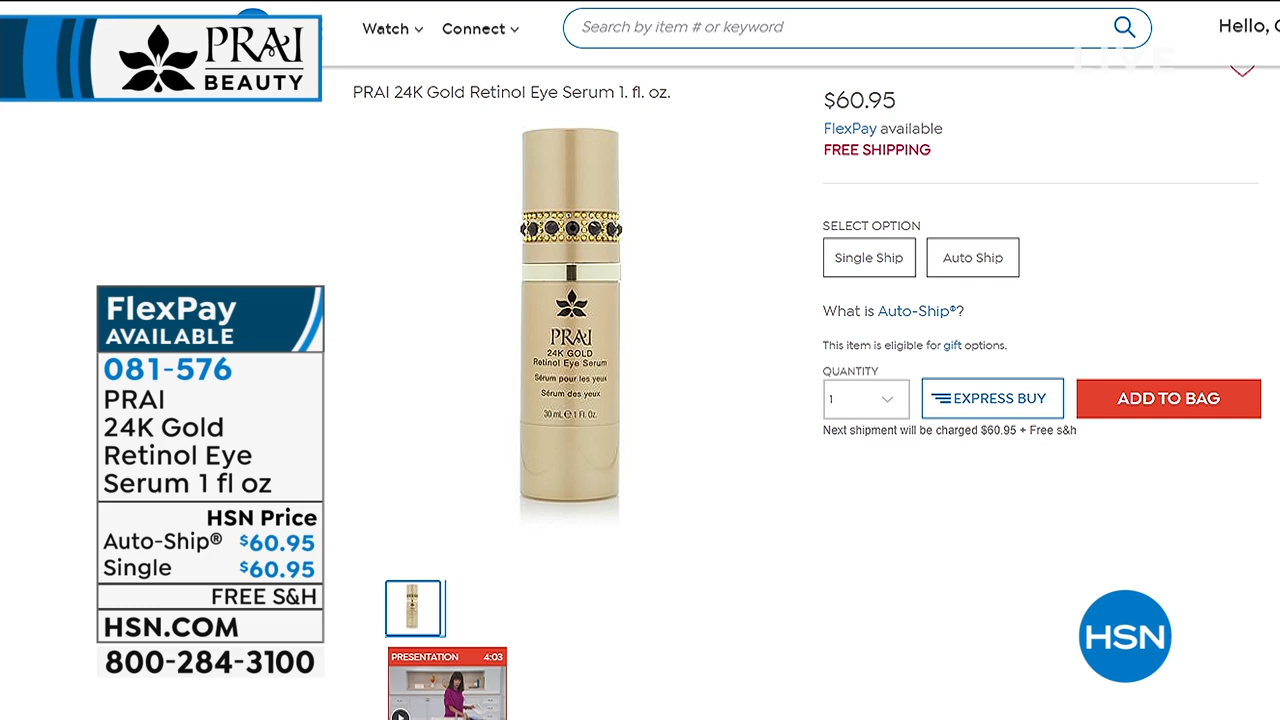 PRAI
BEAUTY
Watch
Connect
Search by item # or keyword
Hello,
LIVE
PRAI 24K Gold Retinol Eye Serum 1. fl. oz.
$60.95
FlexPay available
FREE SHIPPING
SELECT OPTION
Single Ship
Auto Ship
What is Auto-Ship®?
This item is eligible for gift options.
QUANTITY
1
EXPRESS BUY
ADD TO BAG
Next shipment will be charged $60.95 + Free s&h
PRAI
24K GOLD
Retinol Eye Serum
Sérum pour les yeux
Sérum des yeux
30 mL ℮ 1 FL. Oz.
FlexPay
AVAILABLE
081-576
PRAI
24K Gold
Retinol Eye
Serum 1 fl oz
HSN Price
Auto-Ship® $60.95
Single $60.95
FREE S&H
HSN.COM
800-284-3100
PRESENTATION 4:03
HSN